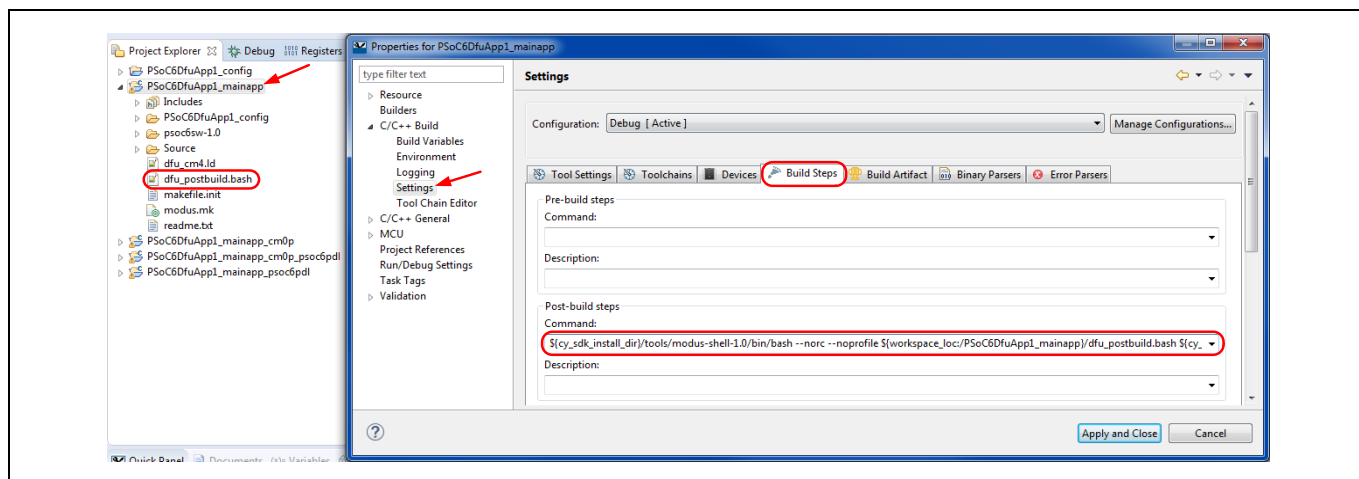 Project Explorer Debug Registers
PSoC6DfuApp1_config
PSoC6DfuApp1_mainapp
Includes
PSoC6DfuApp1_config
psoc6sw-1.0
Source
dfu_cm4.ld
dfu_postbuild.bash
makefile.init
modus.mk
readme.txt
PSoC6DfuApp1_mainapp_cm0p
PSoC6DfuApp1_mainapp_cm0p_psoc6pdl
PSoC6DfuApp1_mainapp_psoc6pdl
Quick Panel Documents Variables
Properties for PSoC6DfuApp1_mainapp
type filter text
Resource
Builders
C/C++ Build
Build Variables
Environment
Logging
Settings
Tool Chain Editor
C/C++ General
MCU
Project References
Run/Debug Settings
Task Tags
Validation
Settings
Configuration: Debug [ Active ] Manage Configurations...
Tool Settings Toolchains Devices Build Steps Build Artifact Binary Parsers Error Parsers
Pre-build steps
Command:
Description:
Post-build steps
Command:
${cy_sdk_install_dir}/tools/modus-shell-1.0/bin/bash --norc --noprofile ${workspace_loc:/PSoC6DfuApp1_mainapp}/dfu_postbuild.bash ${cy_
Description:
Apply and Close Cancel